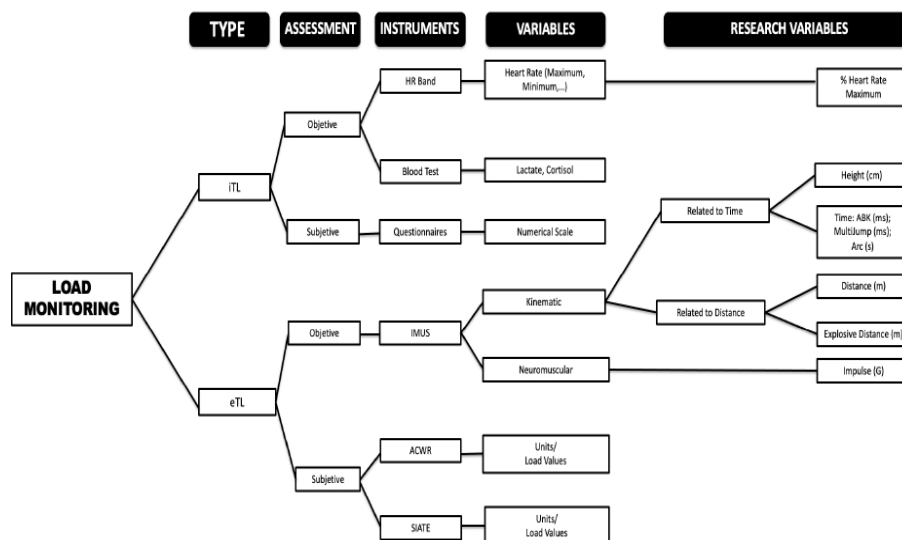 TYPE
ASSESSMENT
INSTRUMENTS
VARIABLES
RESEARCH VARIABLES
HR Band
Heart Rate (Maximum,
Minimum,...)
% Heart Rate
Maximum
Objetive
Blood Test
Lactate, Cortisol
iTL
Height (cm)
Related to Time
Time: ABK (ms);
MultiJump (ms);
Arc (s)
Subjetive
Questionnaires
Numerical Scale
LOAD
MONITORING
Distance (m)
Kinematic
Related to Distance
Objetive
IMUS
Explosive Distance (m)
Neuromuscular
Impulse (G)
eTL
ACWR
Units/
Load Values
Subjetive
SIATE
Units/
Load Values